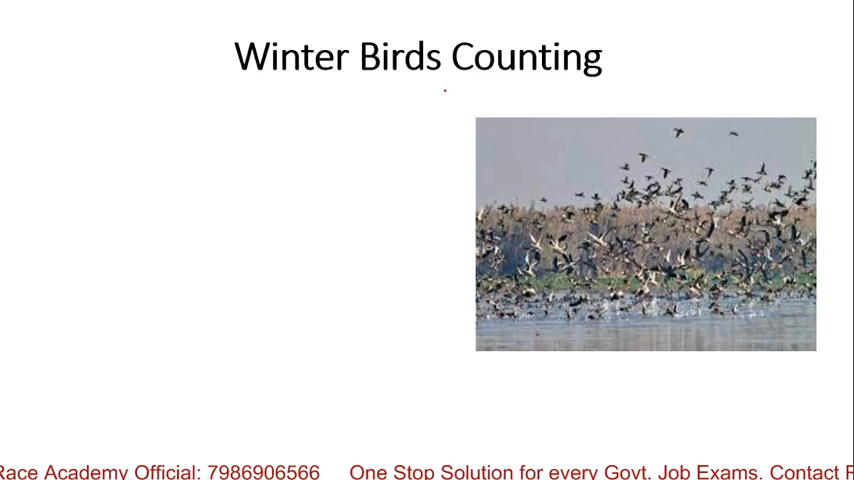 Winter Birds Counting
Race Academy Official: 7986906566 One Stop Solution for every Govt. Job Exams. Contact R